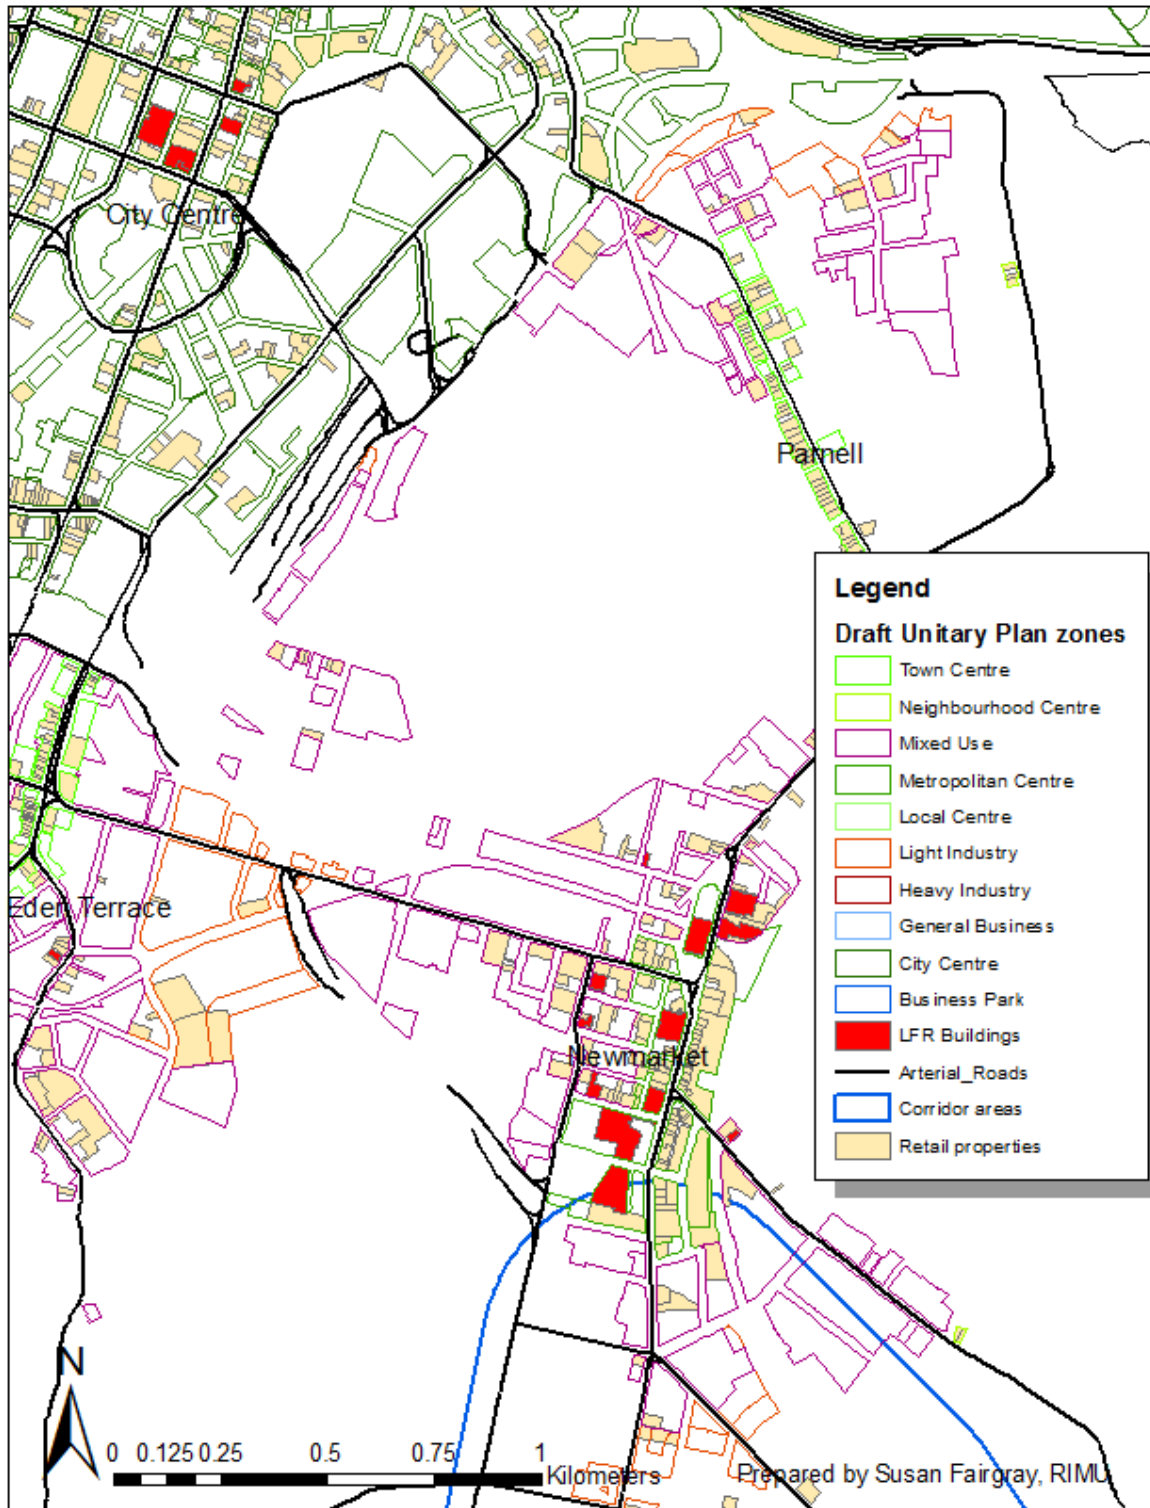 City Centre
Parnell
Legend
Draft Unitary Plan zones
Town Centre
Neighbourhood Centre
Mixed Use
Metropolitan Centre
Local Centre
Light Industry
Heavy Industry
General Business
City Centre
Business Park
LFR Buildings
Arterial_Roads
Corridor areas
Retail properties
Eden Terrace
Newmarket
N
0 0.125 0.25 0.5 0.75 1
Kilometers
Prepared by Susan Fairgray, RIMU